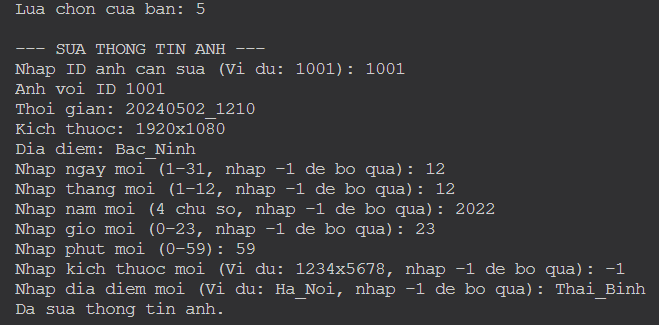 Lua chon cua ban: 5
--- SUA THONG TIN ANH ---
Nhap ID anh can sua (Vi du: 1001): 1001
Anh voi ID 1001
Thoi gian: 20240502_1210
Kich thuoc: 1920x1080
Dia diem: Bac_Ninh
Nhap ngay moi (1-31, nhap -1 de bo qua): 12
Nhap thang moi (1-12, nhap -1 de bo qua): 12
Nhap nam moi (4 chu so, nhap -1 de bo qua): 2022
Nhap gio moi (0-23, nhap -1 de bo qua): 23
Nhap phut moi (0-59): 59
Nhap kich thuoc moi (Vi du: 1234x5678, nhap -1 de bo qua): -1
Nhap dia diem moi (Vi du: Ha_Noi, nhap -1 de bo qua): Thai_Binh
Da sua thong tin anh.